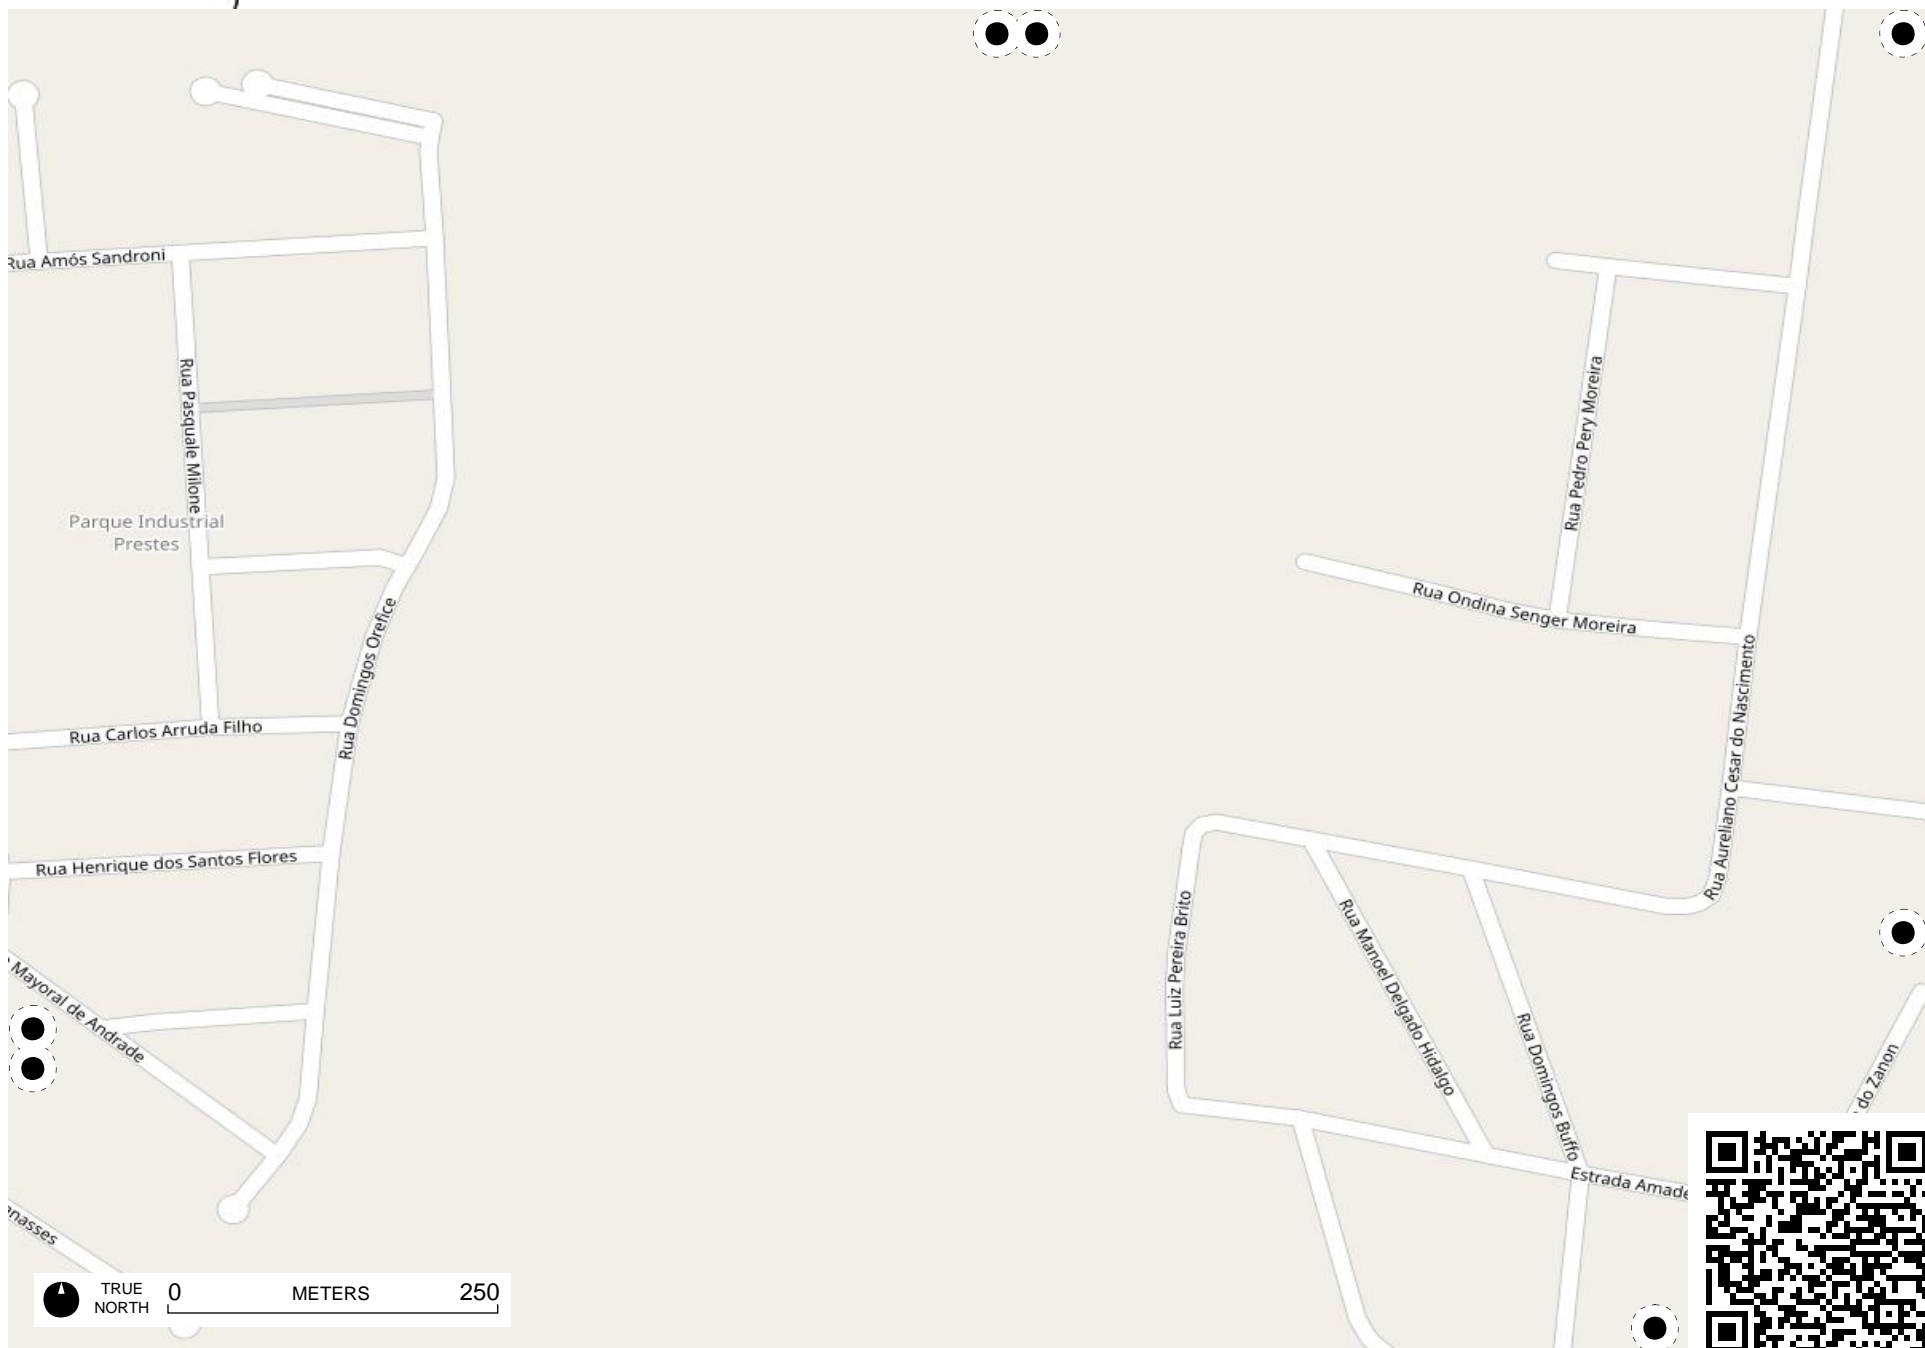 Rua Amós Sandroni
Rua Pasquale Milone
Parque Industrial
Prestes
Rua Domingos Orefice
Rua Carlos Arruda Filho
Rua Henrique dos Santos Flores
Mayoral de Andrade
enasses
TRUE
NORTH
0 METERS 250
Rua Pedro Pery Moreira
Rua Ondina Senger Moreira
Rua Aureliano Cesar do Nascimento
Rua Luiz Pereira Brito
Rua Manoel Delgado Hidalgo
Rua Domingos Buffo
do Zanon
Estrada Amade